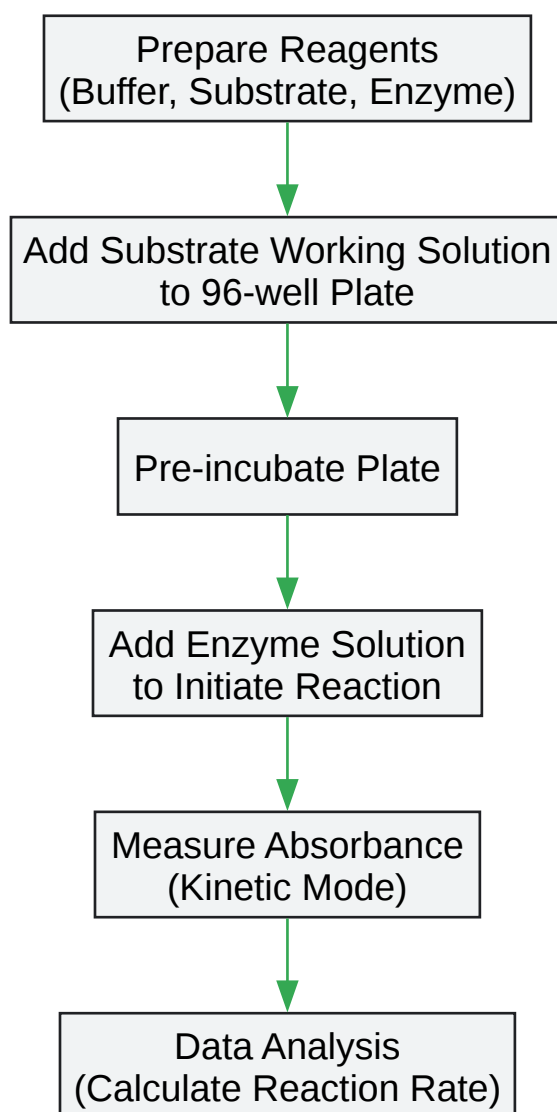 Prepare Reagents
(Buffer, Substrate, Enzyme)
Add Substrate Working Solution
to 96-well Plate
Pre-incubate Plate
Add Enzyme Solution
to Initiate Reaction
Measure Absorbance
(Kinetic Mode)
Data Analysis
(Calculate Reaction Rate)